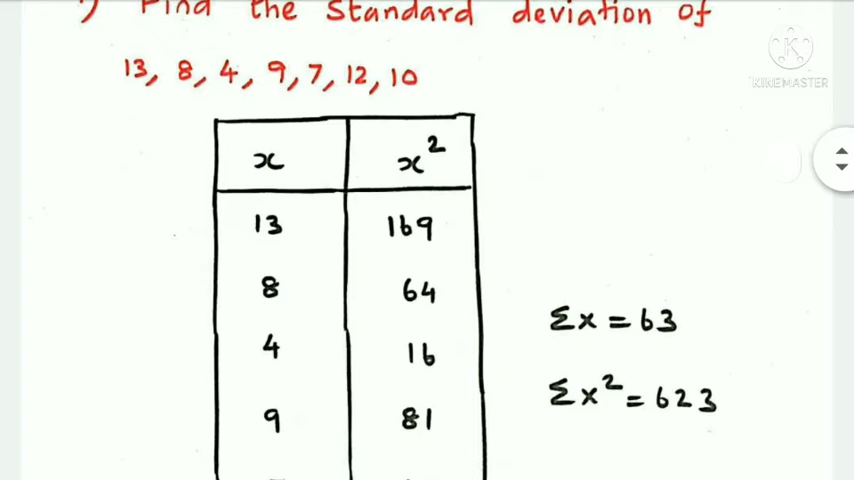 ) Find the Standard deviation of
13, 8, 4, 9, 7, 12, 10
KINEMASTER
x x²
13 169
8 64
4 16
9 81
Σx = 63
Σx² = 623